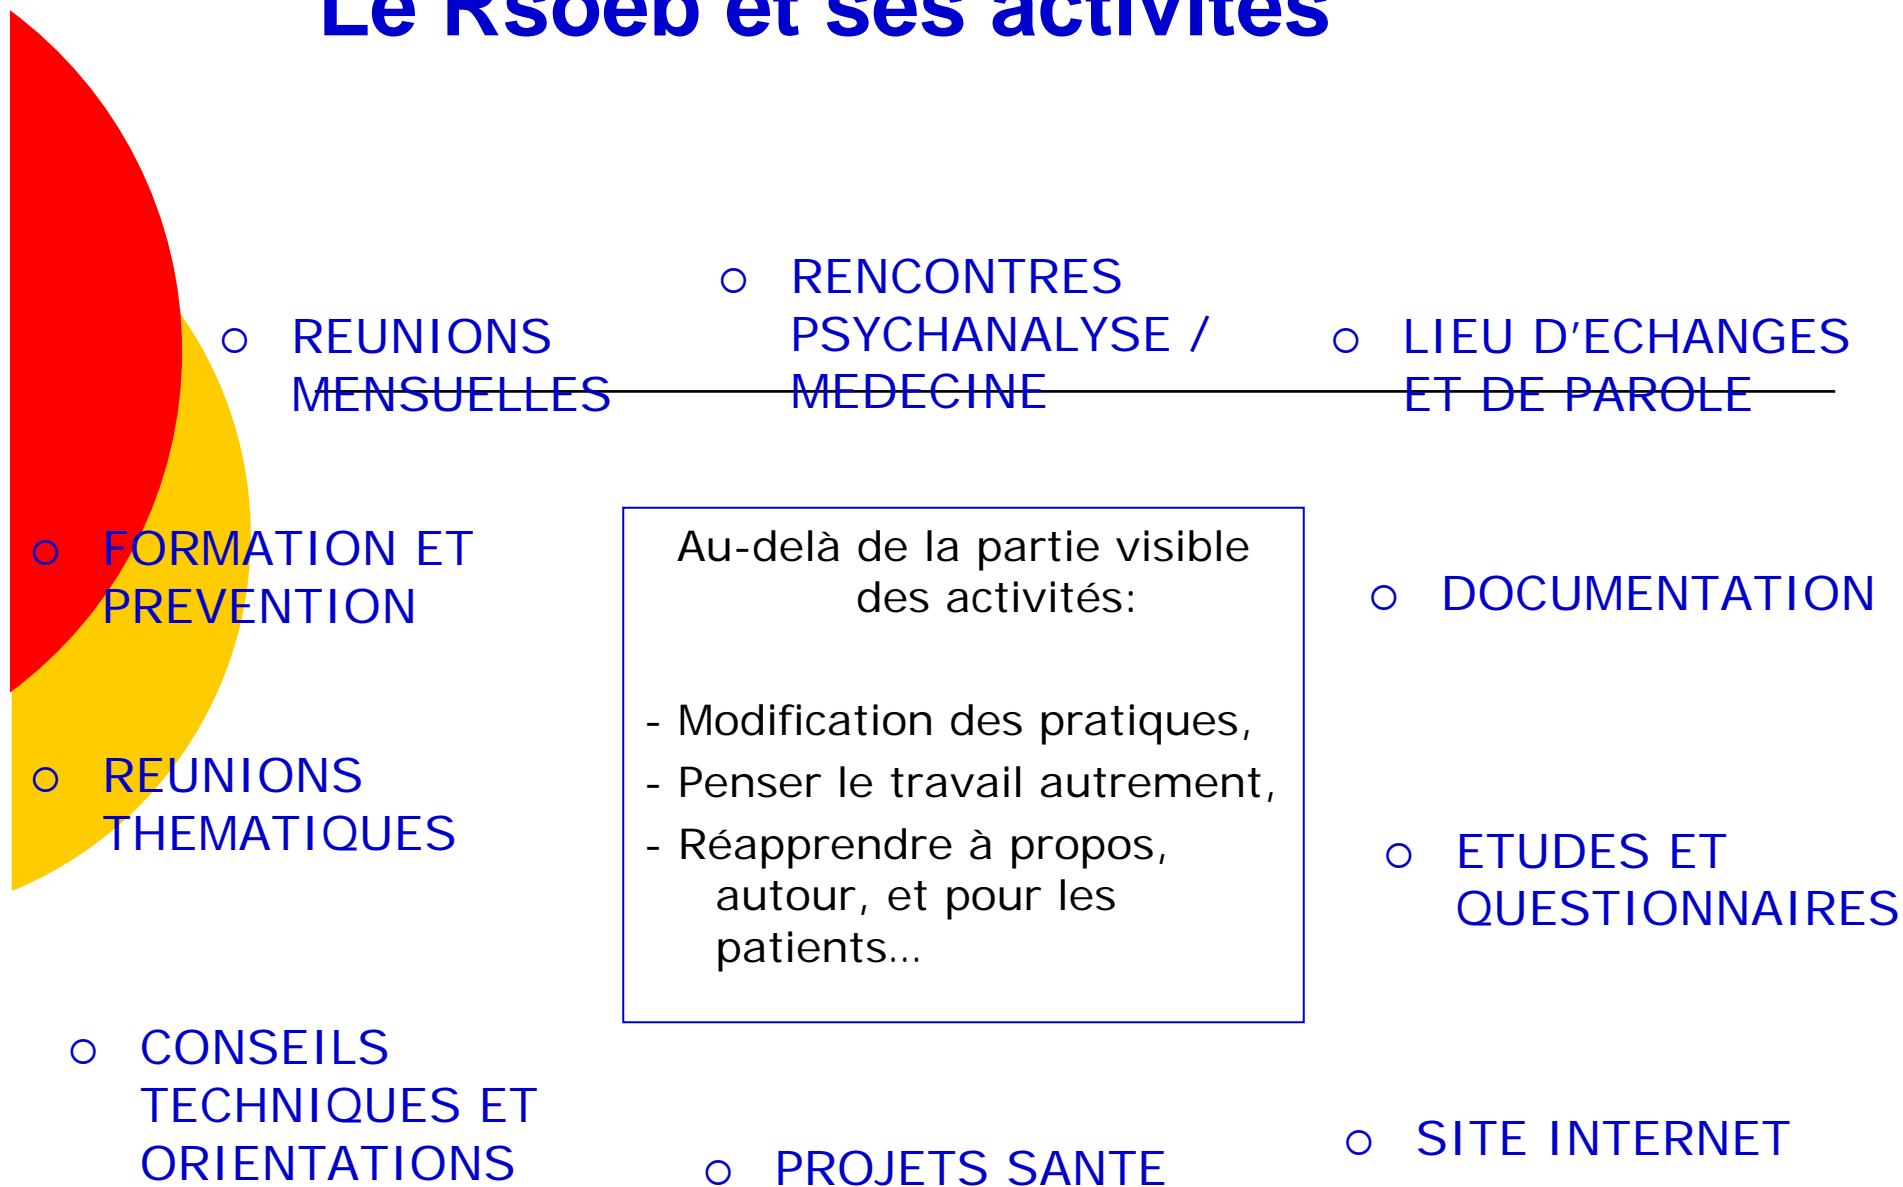 Le Rsoeb et ses activités
RENCONTRES
PSYCHANALYSE /
MEDECINE
REUNIONS
MENSUELLES
LIEU D’ECHANGES
ET DE PAROLE
FORMATION ET
PREVENTION
Au-delà de la partie visible
des activités:
- Modification des pratiques,
- Penser le travail autrement,
- Réapprendre à propos,
autour, et pour les
patients...
DOCUMENTATION
REUNIONS
THEMATIQUES
ETUDES ET
QUESTIONNAIRES
CONSEILS
TECHNIQUES ET
ORIENTATIONS
PROJETS SANTE
SITE INTERNET